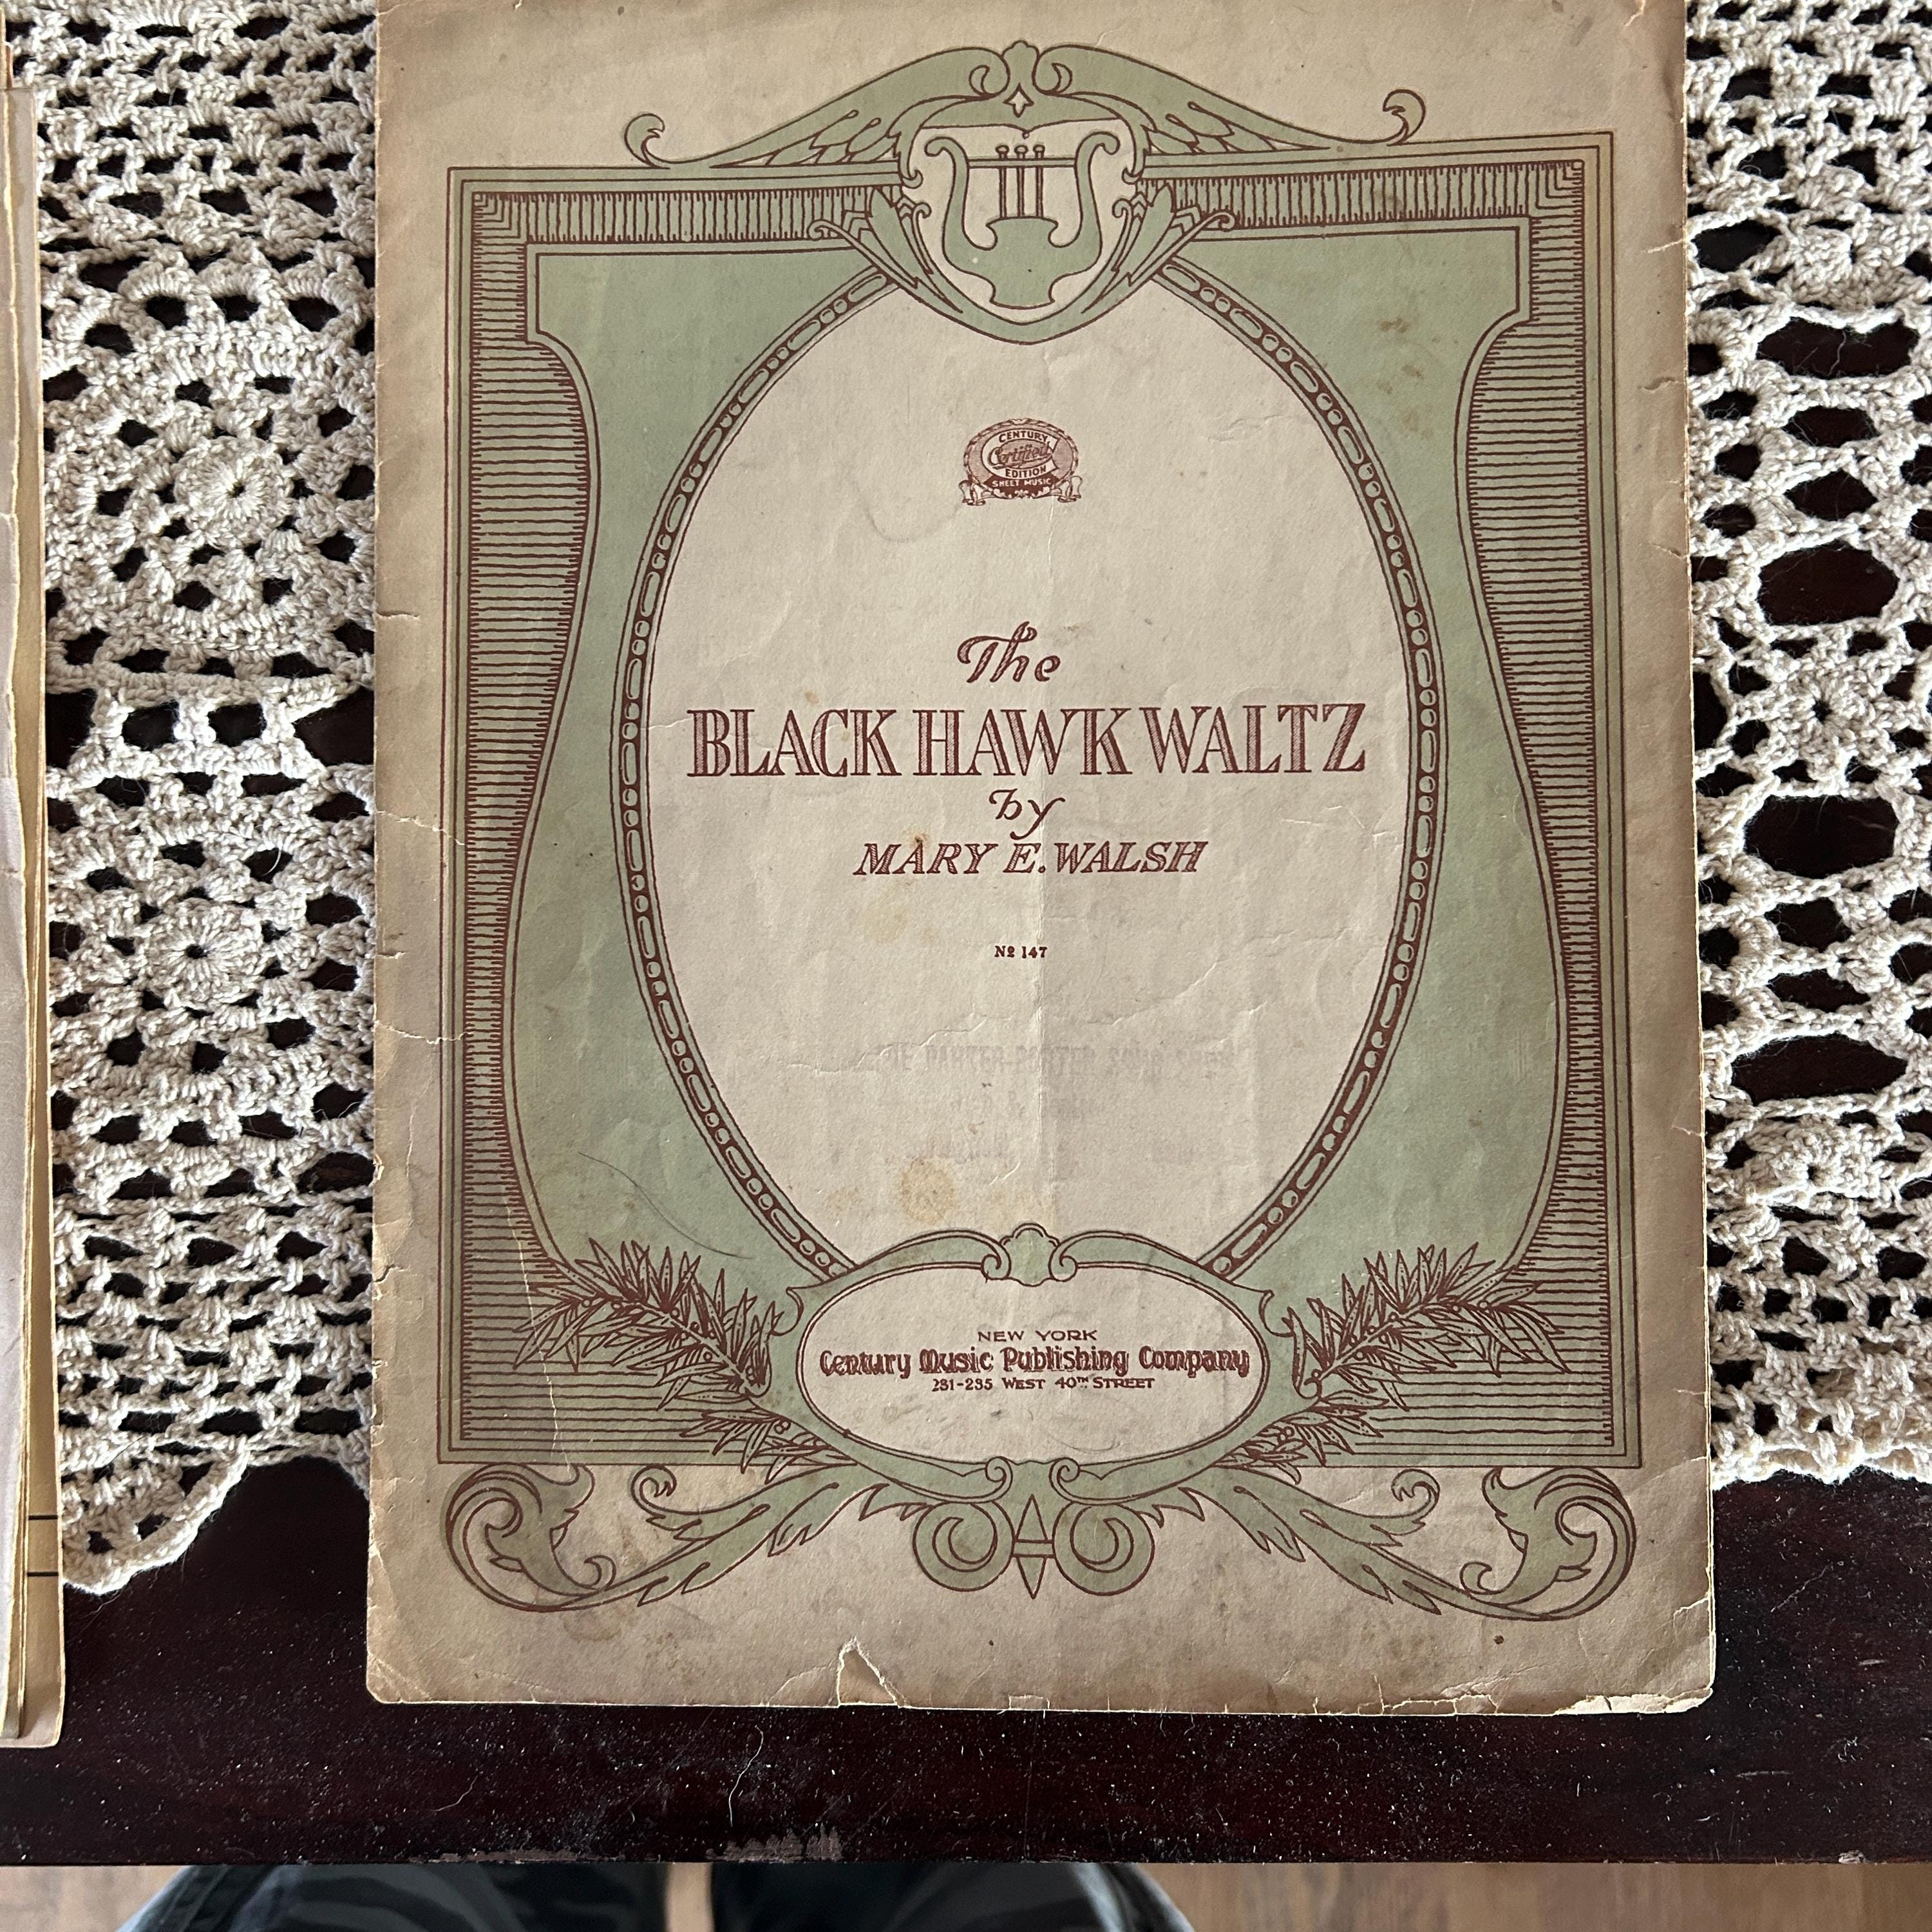 CENTURY
Certified
EDITION
SHEET MUSIC
The
BLACK HAWK WALTZ
by
MARY E. WALSH
Nº 147
NEW YORK
Century Music Publishing Company
231-235 WEST 40TH STREET